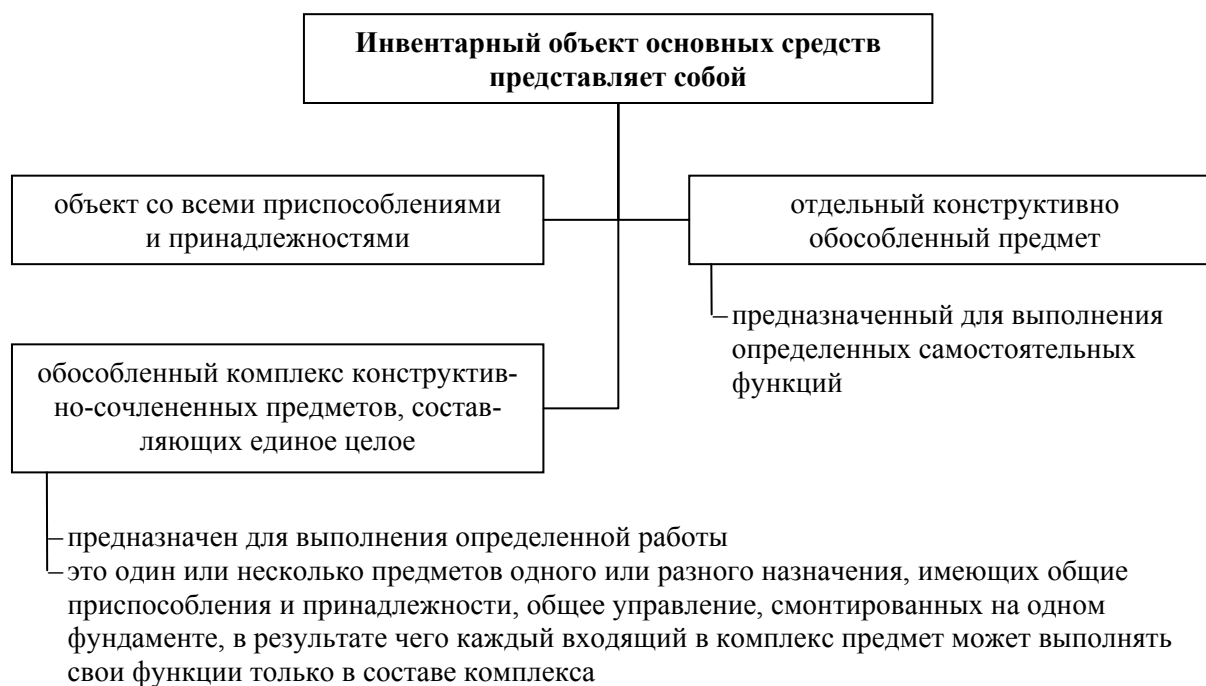 Инвентарный объект основных средств
представляет собой
объект со всеми приспособлениями
и принадлежностями
отдельный конструктивно
обособленный предмет
– предназначенный для выполнения
определенных самостоятельных
функций
обособленный комплекс конструктив-
но-сочлененных предметов, состав-
ляющих единое целое
– предназначен для выполнения определенной работы
– это один или несколько предметов одного или разного назначения, имеющих общие
приспособления и принадлежности, общее управление, смонтированных на одном
фундаменте, в результате чего каждый входящий в комплекс предмет может выполнять
свои функции только в составе комплекса